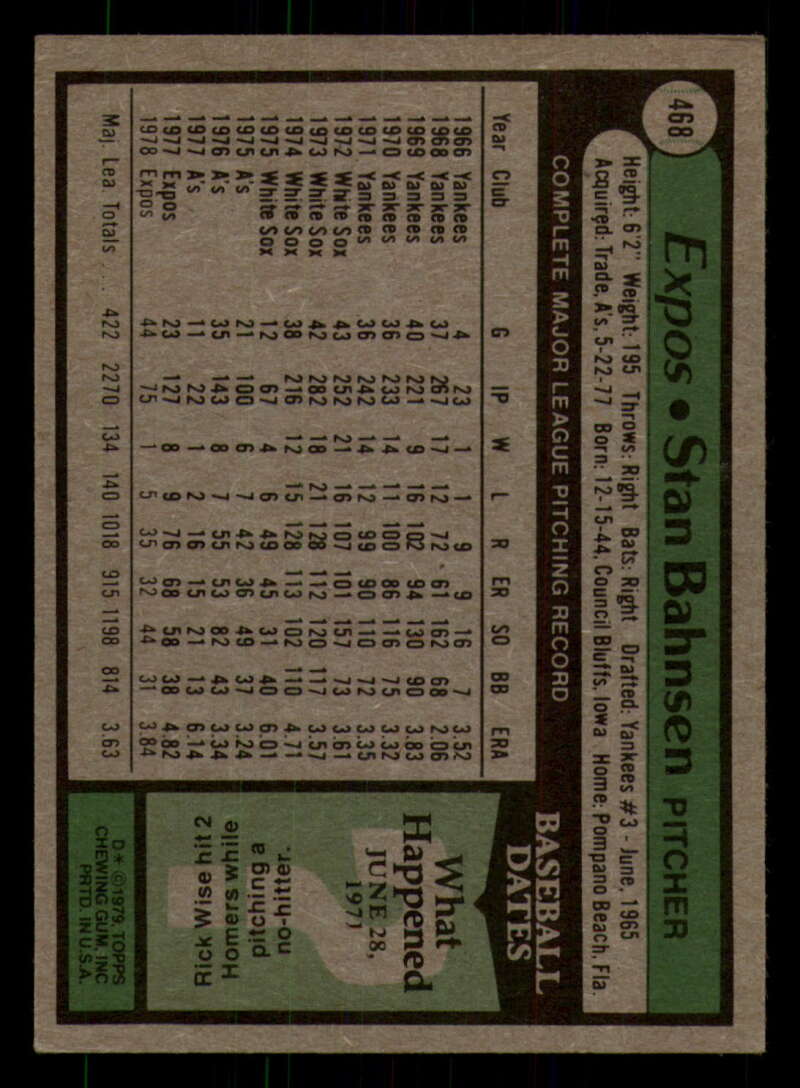 468
Expos • Stan Bahnsen PITCHER
Height: 6'2" Weight: 195 Throws: Right Bats: Right Drafted: Yankees #3 - June, 1965
Acquired: Trade, A's, 5-22-77 Born: 12-15-44, Council Bluffs, Iowa Home: Pompano Beach, Fla.
COMPLETE MAJOR LEAGUE PITCHING RECORD
Year Club G IP W L R ER SO BB ERA
1966 Yankees 4 23 1 1 9 9 16 7 3.52
1968 Yankees 37 267 17 12 72 61 162 68 2.06
1969 Yankees 40 221 9 16 102 94 130 90 3.83
1970 Yankees 36 233 14 11 100 86 116 75 3.32
1971 Yankees 36 242 14 12 99 90 110 72 3.35
1972 White Sox 43 252 21 16 107 101 157 73 3.61
1973 White Sox 42 282 18 21 128 112 120 117 3.57
1974 White Sox 38 216 12 15 128 113 102 110 4.71
1975 White Sox 12 67 4 6 49 45 31 40 6.01
1975 A's 21 100 6 7 42 36 49 37 3.24
1976 A's 35 143 8 7 55 53 82 43 3.34
1977 A's 11 22 1 2 16 15 21 13 6.14
1977 Expos 23 127 8 9 76 68 58 38 4.82
1978 Expos 44 75 1 5 35 32 44 31 3.84
Maj. Lea. Totals .... 422 2270 134 140 1018 915 1198 814 3.63
BASEBALL
DATES
What
Happened
JUNE 28,
1971
Rick Wise hit 2
Homers while
pitching a
no-hitter.
D* © 1979, TOPPS
CHEWING GUM, INC
PRTD. IN U.S.A.